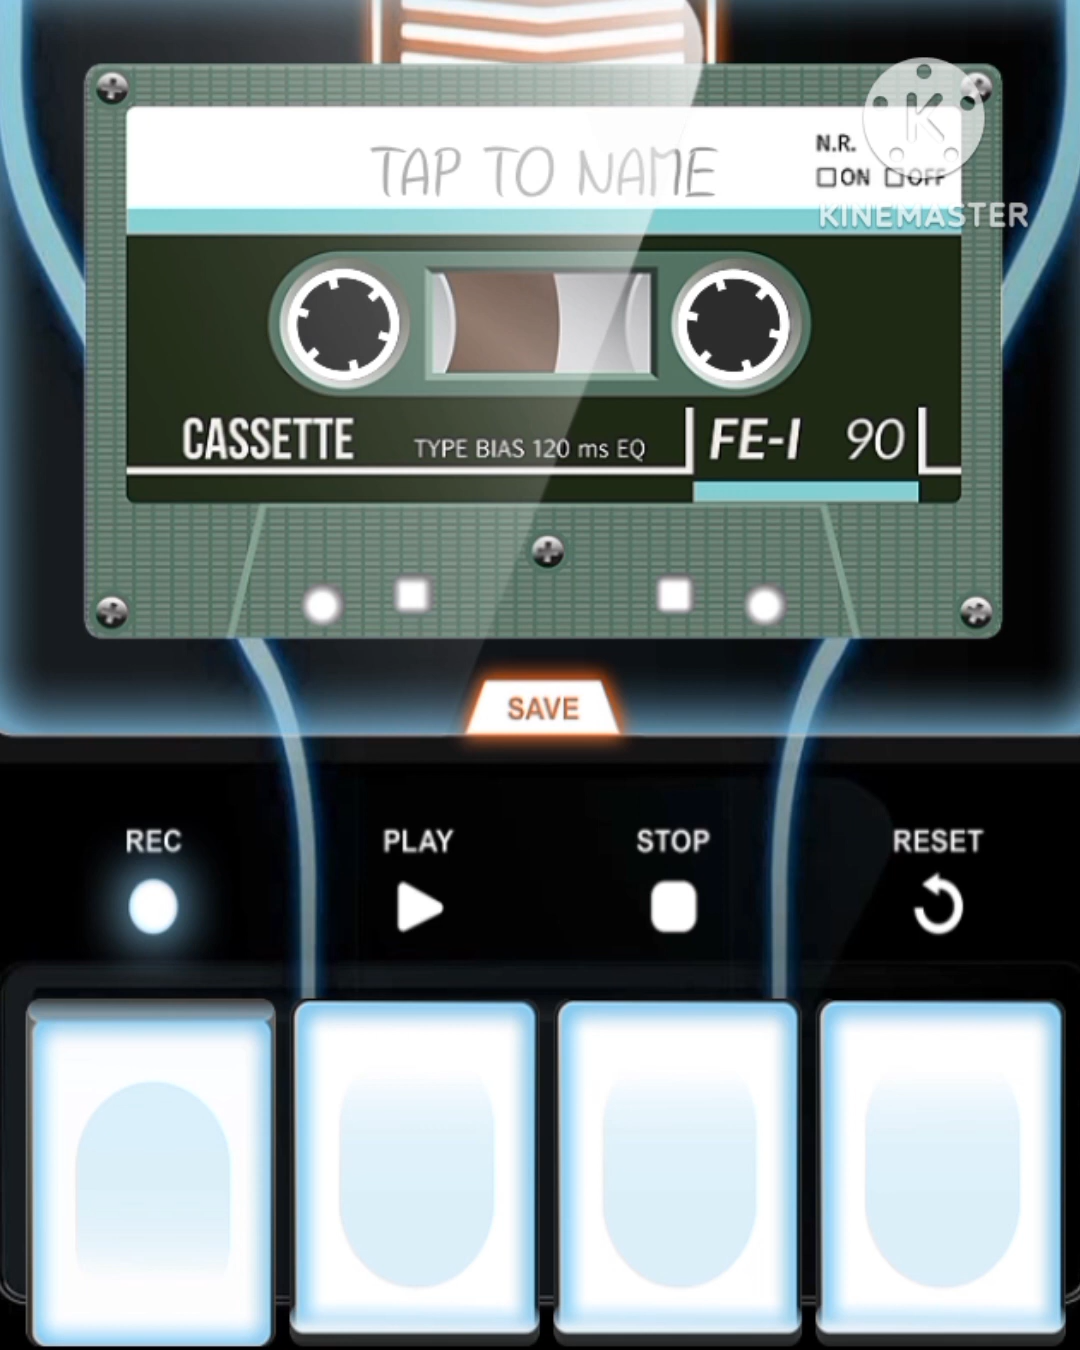 TAP TO NAME
N.R.
ON OFF
KINEMASTER
CASSETTE
TYPE BIAS 120 ms EQ
FE-I 90
SAVE
REC
PLAY
STOP
RESET